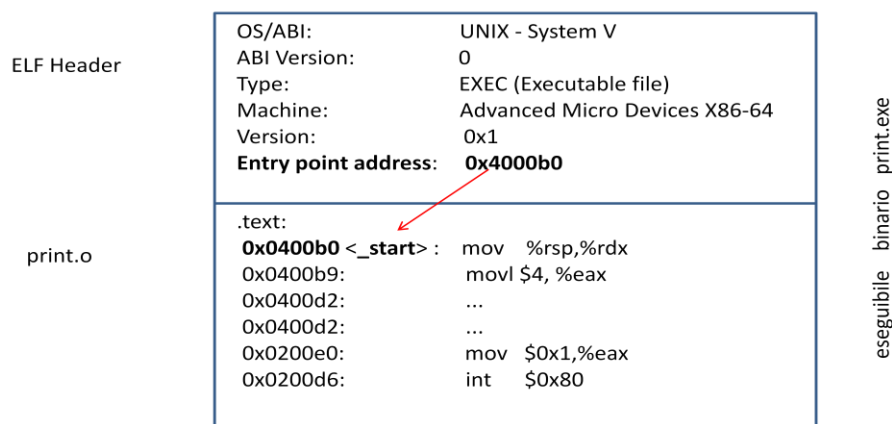 ELF Header
OS/ABI: UNIX - System V
ABI Version: 0
Type: EXEC (Executable file)
Machine: Advanced Micro Devices X86-64
Version: 0x1
Entry point address: 0x4000b0
print.o
.text:
0x0400b0 <_start> : mov %rsp,%rdx
0x0400b9: movl $4, %eax
0x0400d2: ...
0x0400d2: ...
0x0200e0: mov $0x1,%eax
0x0200d6: int $0x80
eseguibile binario print.exe